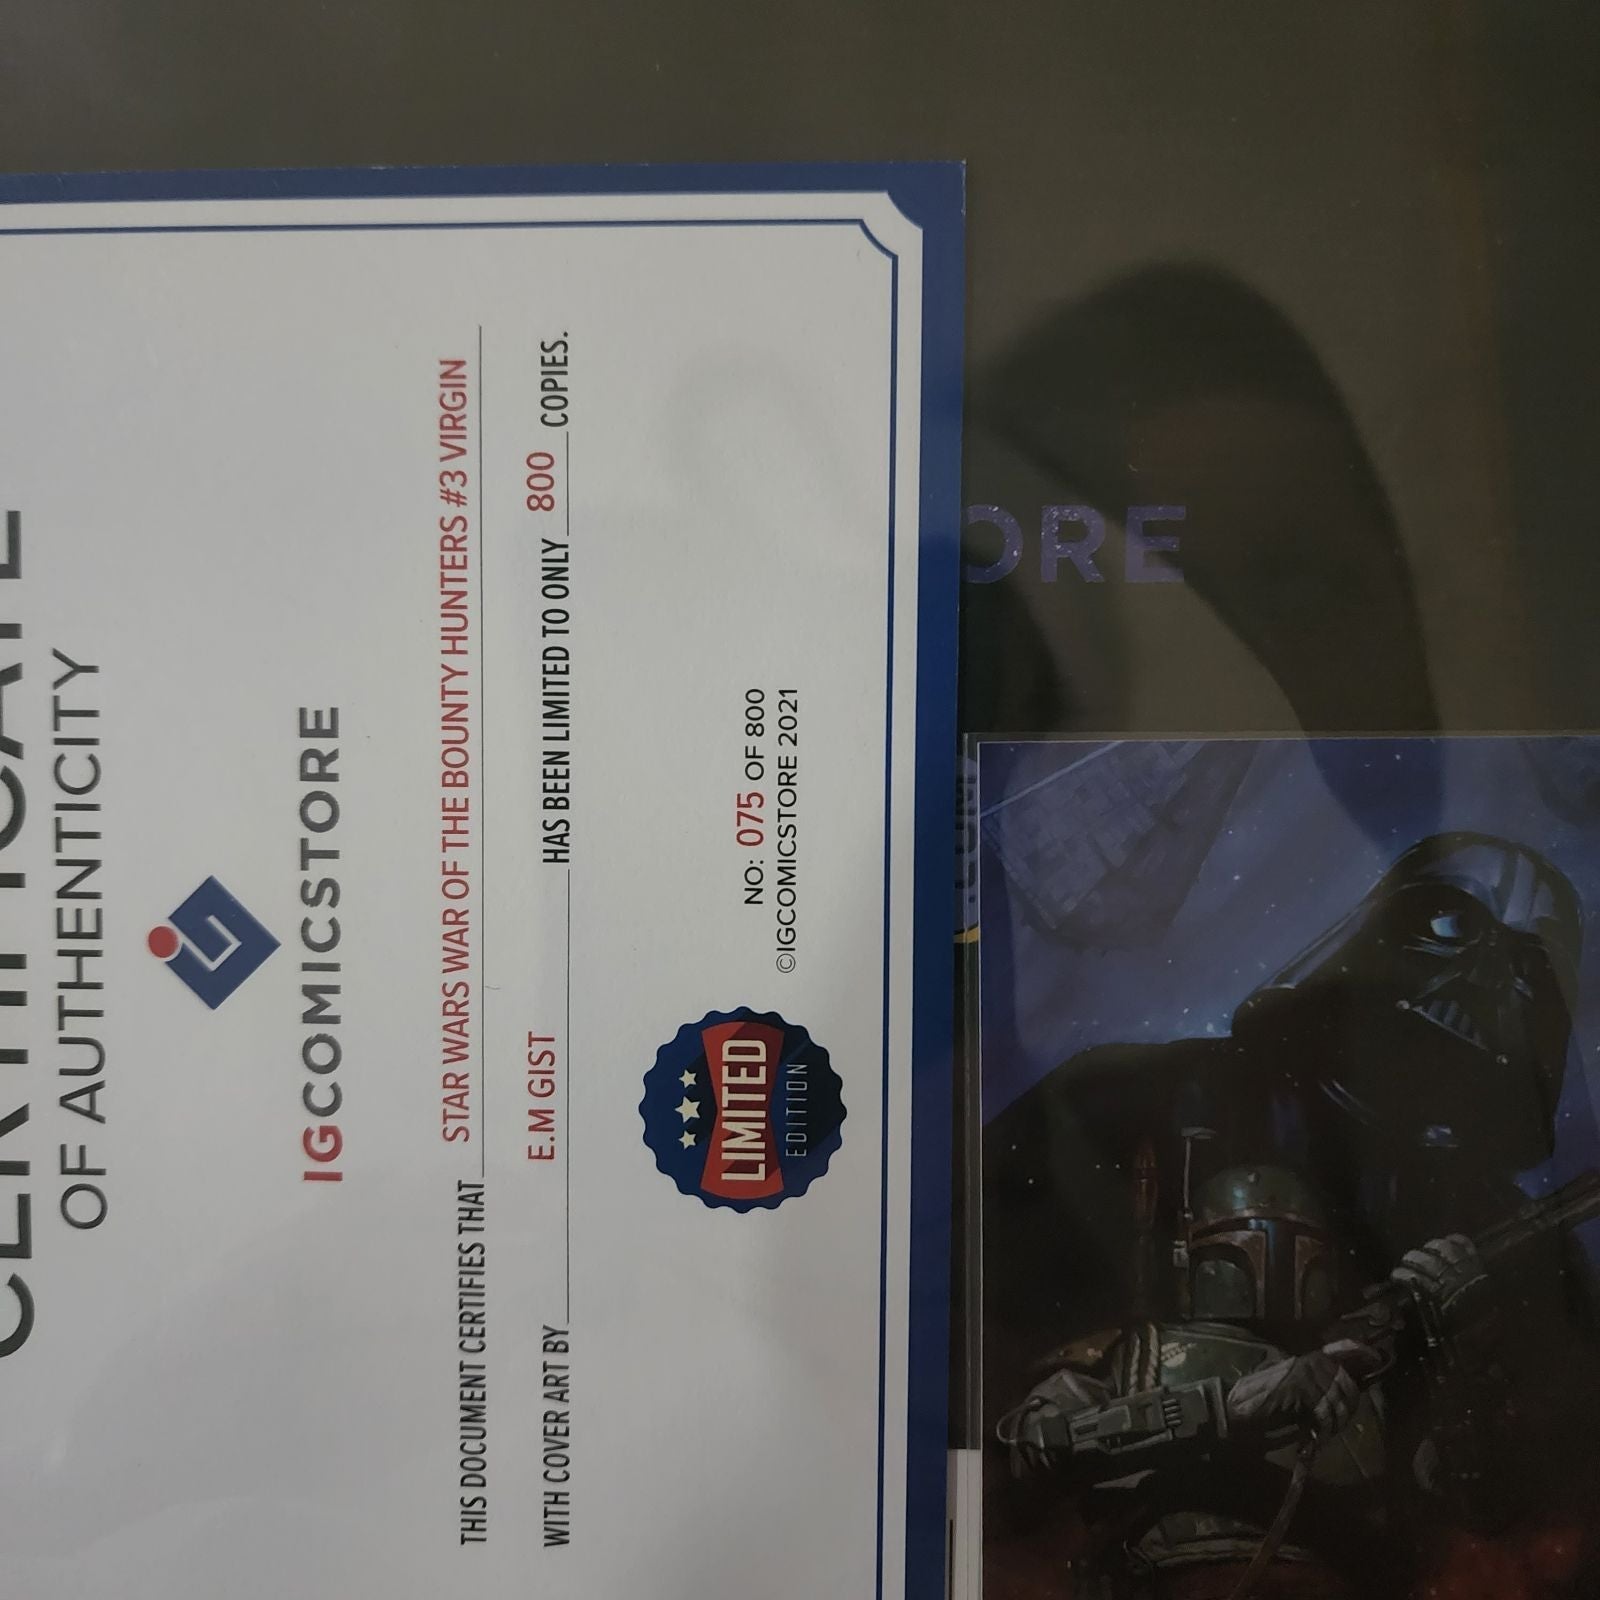 CERTIFICATE
OF AUTHENTICITY
IGCOMICSTORE
THIS DOCUMENT CERTIFIES THAT STAR WARS WAR OF THE BOUNTY HUNTERS #3 VIRGIN
WITH COVER ART BY E.M GIST HAS BEEN LIMITED TO ONLY 800 COPIES.
LIMITED
EDITION
NO: 075 OF 800
©IGCOMICSTORE 2021
ORE